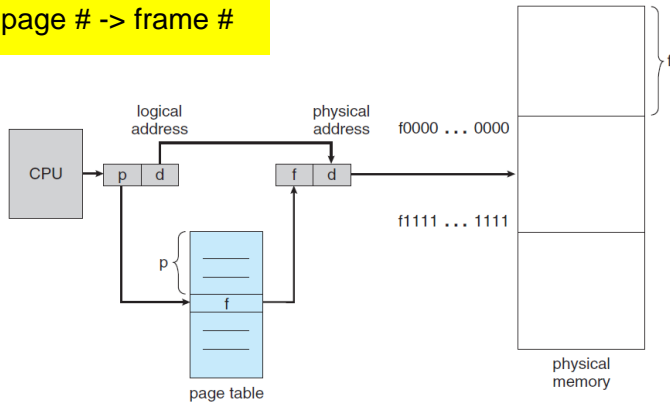 page # -> frame #
logical
address
physical
address
f0000 ... 0000
f
CPU
p
d
f
d
f1111 ... 1111
p
f
page table
physical
memory